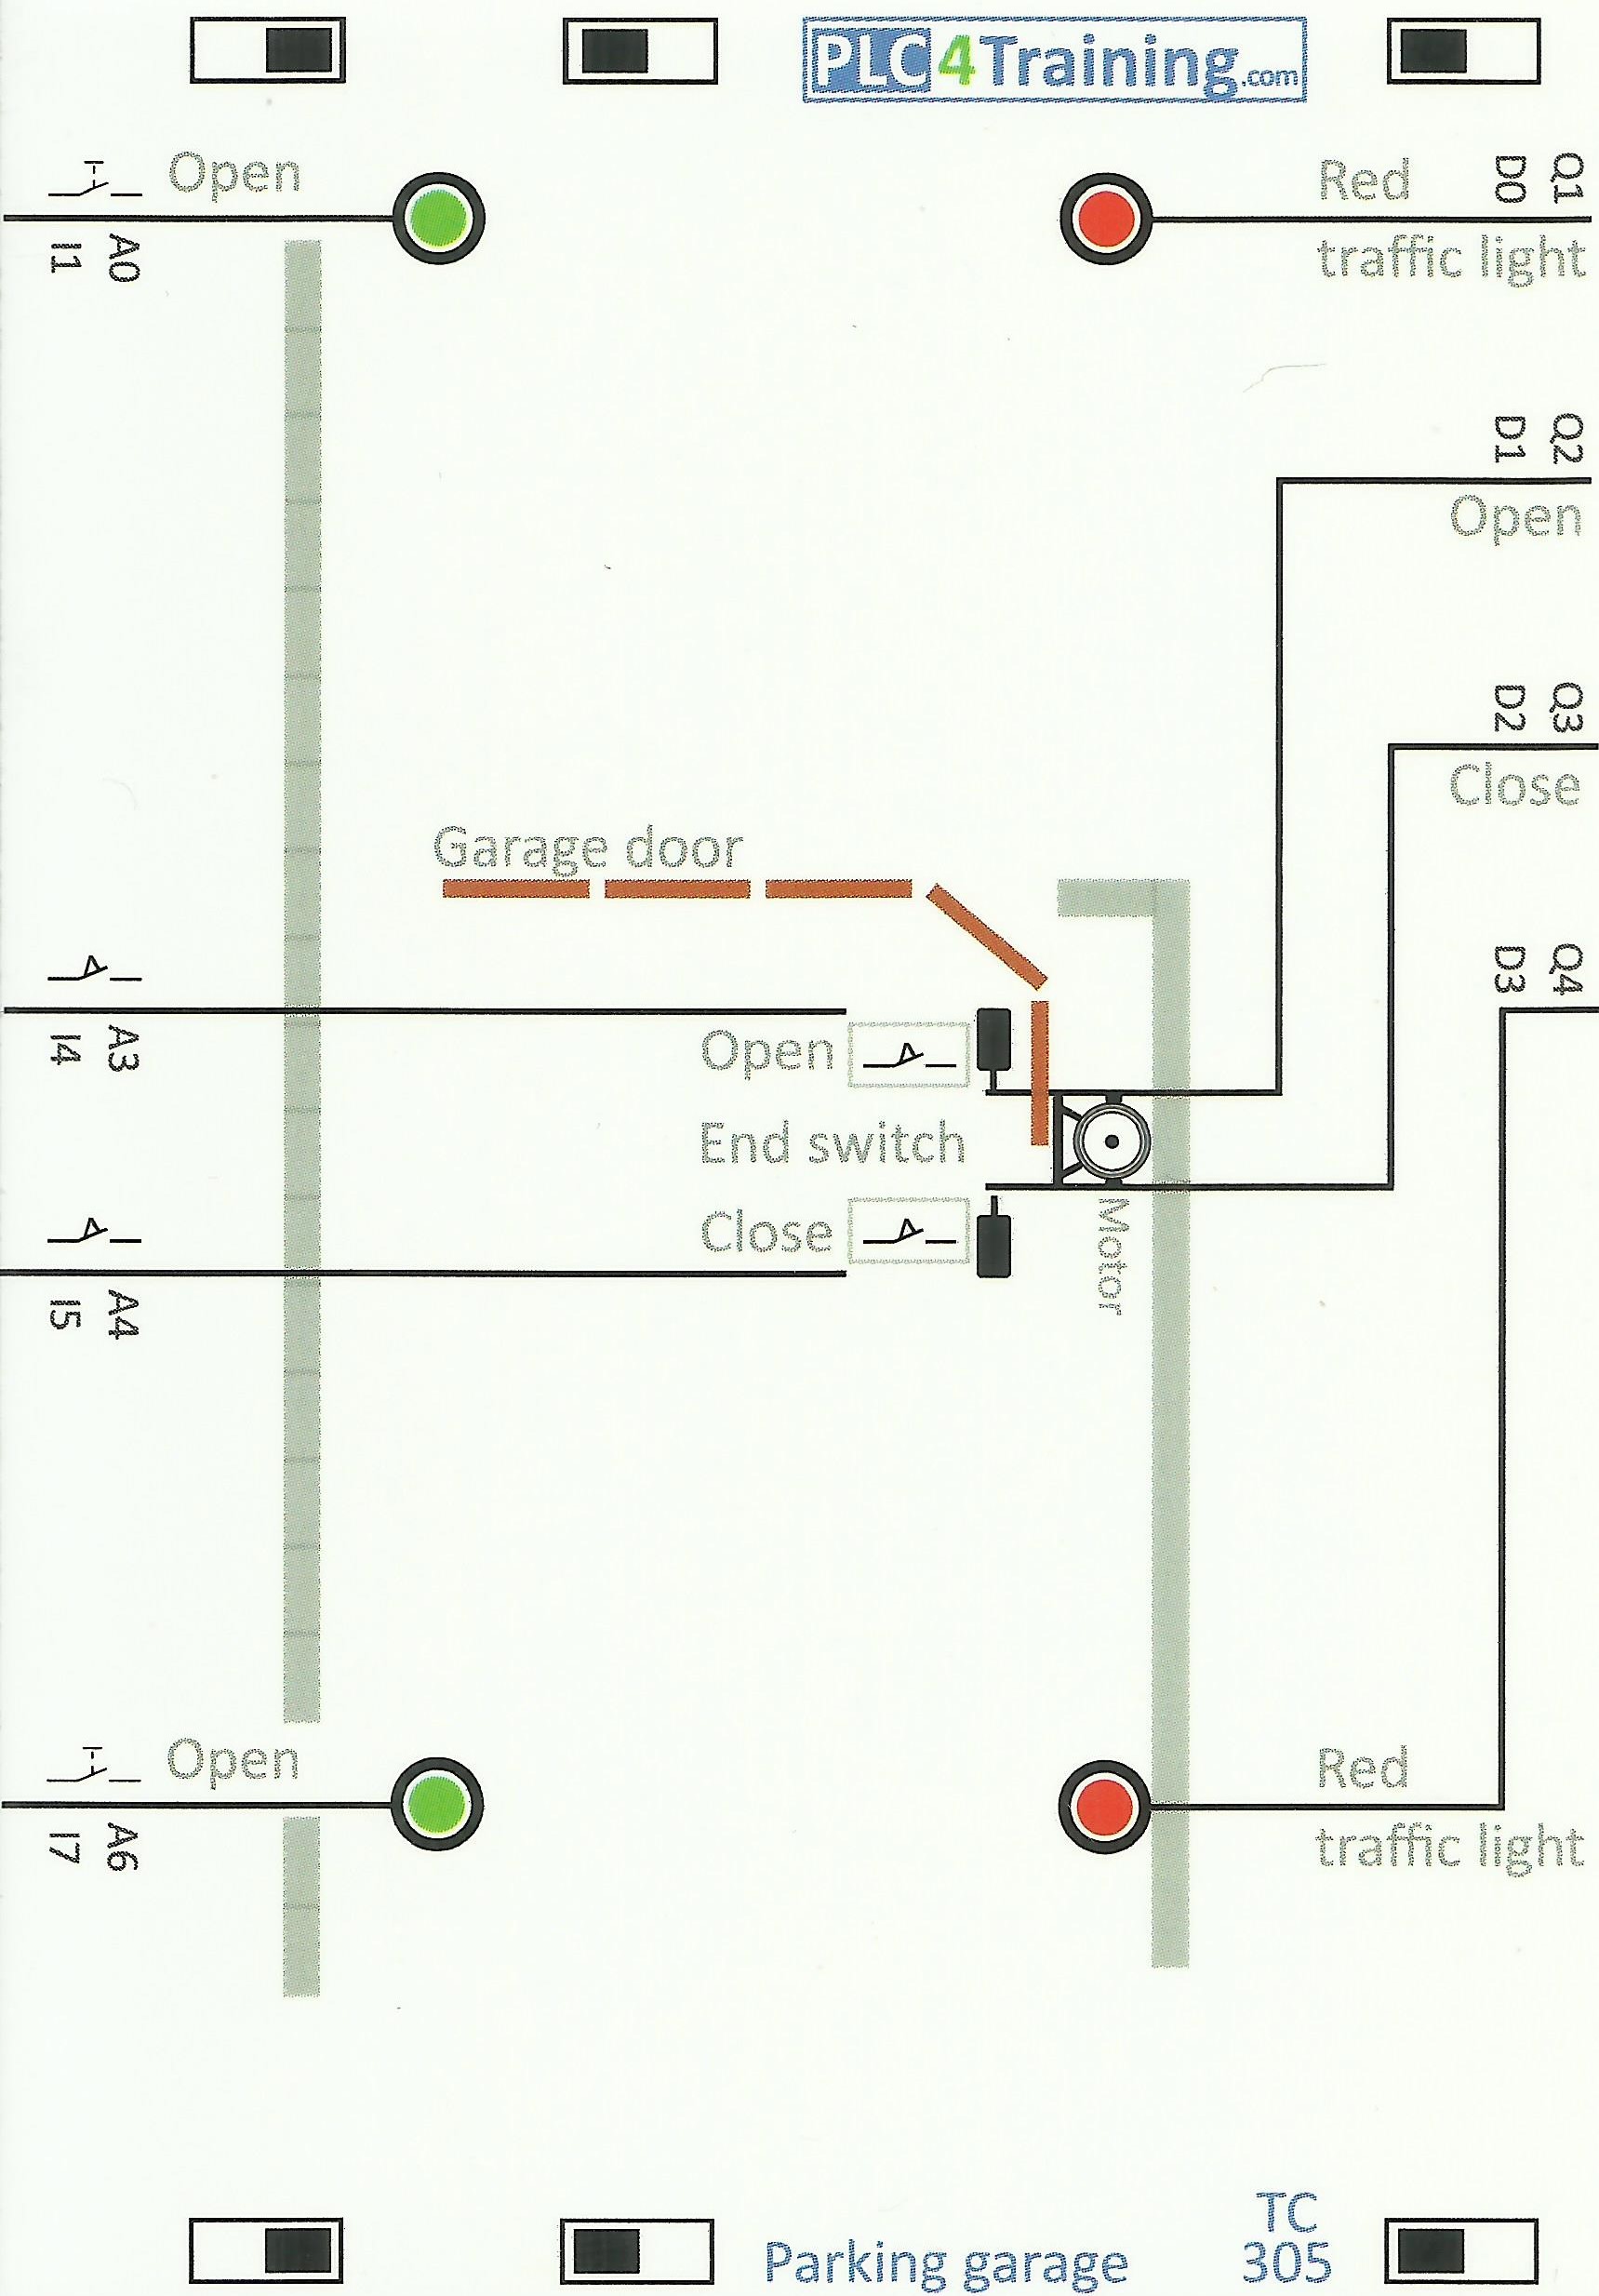 Q1
D0
Red
traffic light
Q2
D1
Open
Q3
D2
Close
Q4
D3
Red
traffic light
TC
305
PLC4Training.com
Motor
Parking garage
Open
End switch
Close
Garage door
Open
A0
I1
A3
I4
A4
I5
Open
A6
I7